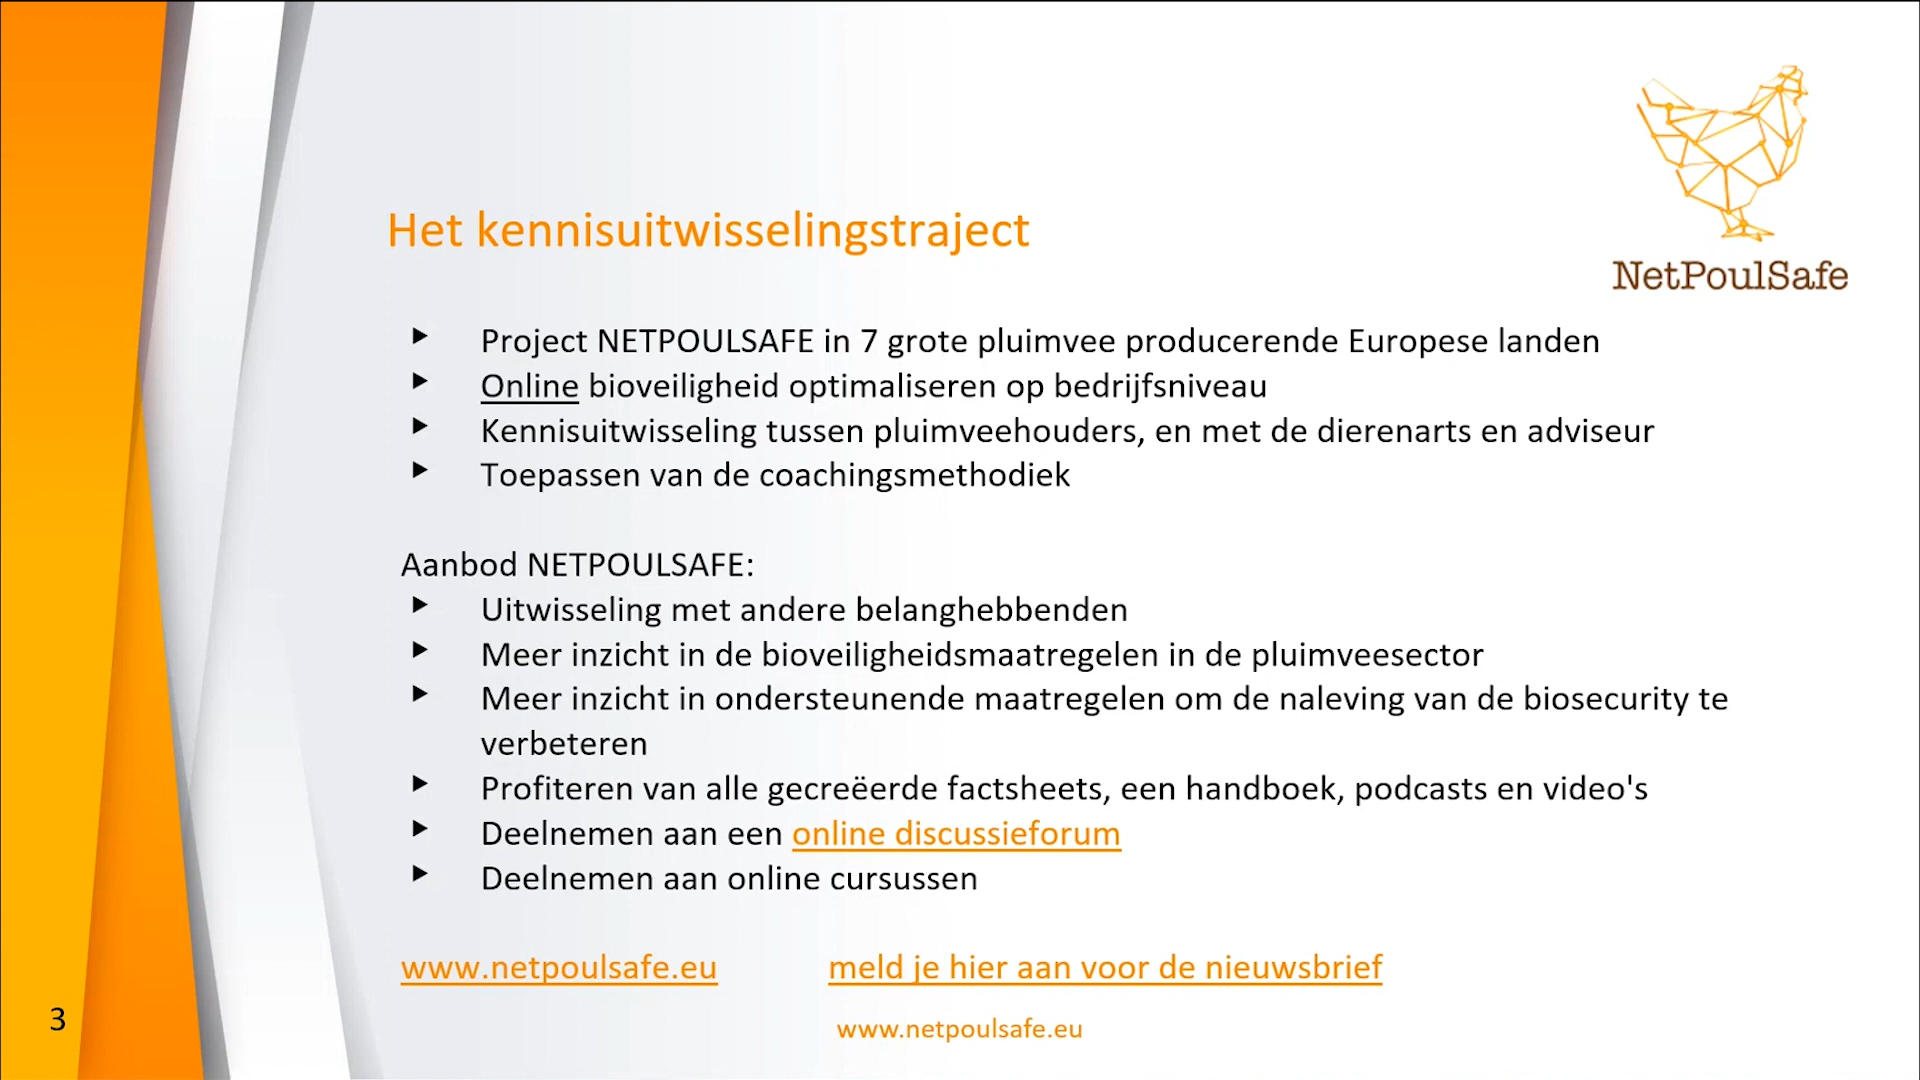 NetPoulSafe
Het kennisuitwisselingstraject
Project NETPOULSAFE in 7 grote pluimvee producerende Europese landen
Online bioveiligheid optimaliseren op bedrijfsniveau
Kennisuitwisseling tussen pluimveehouders, en met de dierenarts en adviseur
Toepassen van de coachingsmethodiek
Aanbod NETPOULSAFE:
Uitwisseling met andere belanghebbenden
Meer inzicht in de bioveiligheidsmaatregelen in de pluimveesector
Meer inzicht in ondersteunende maatregelen om de naleving van de biosecurity te
verbeteren
Profiteren van alle gecreëerde factsheets, een handboek, podcasts en video's
Deelnemen aan een online discussieforum
Deelnemen aan online cursussen
www.netpoulsafe.eu meld je hier aan voor de nieuwsbrief
3
www.netpoulsafe.eu